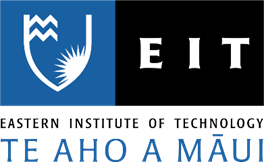 EIT
EASTERN INSTITUTE OF TECHNOLOGY
TE AHO A MĀUI